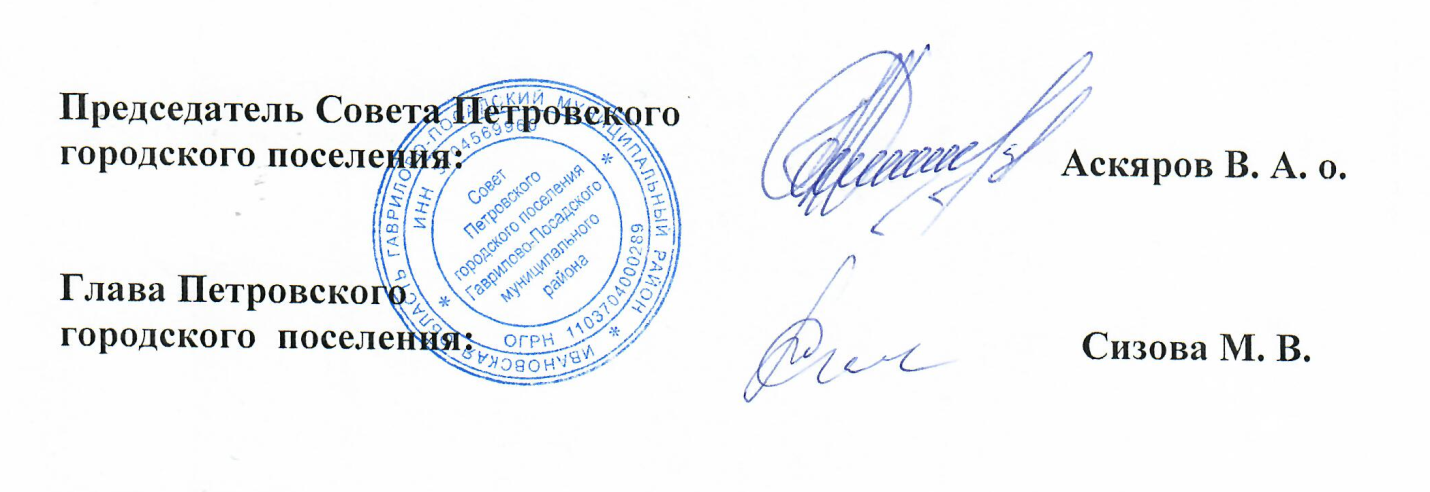 Председатель Совета Петровского
городского поселения:
Аскяров В. А. о.
Глава Петровского
городского поселения:
Сизова М. В.
ИВАНОВСКАЯ ОБЛАСТЬ ГАВРИЛОВО-ПОСАДСКИЙ МУНИЦИПАЛЬНЫЙ РАЙОН *
* ИНН
* ОГРН 1103704000289
Совет
Петровского
городского поселения
Гаврилово-Посадского
муниципального
района